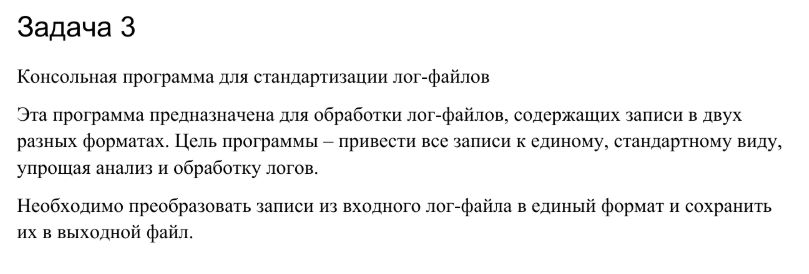 Задача 3
Консольная программа для стандартизации лог-файлов
Эта программа предназначена для обработки лог-файлов, содержащих записи в двух
разных форматах. Цель программы – привести все записи к единому, стандартному виду,
упрощая анализ и обработку логов.
Необходимо преобразовать записи из входного лог-файла в единый формат и сохранить
их в выходной файл.